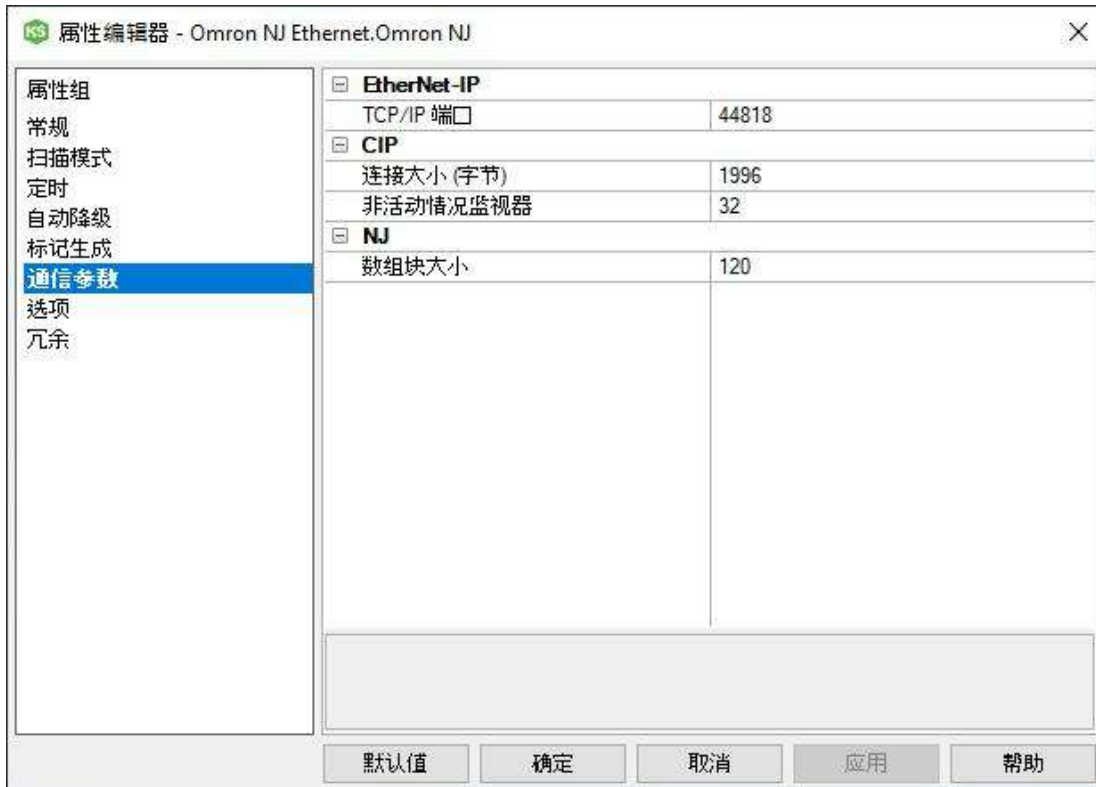 KS 属性编辑器 - Omron NJ Ethernet.Omron NJ
属性组
常规
扫描模式
定时
自动降级
标记生成
通信参数
选项
冗余
EtherNet-IP
TCP/IP 端口 44818
CIP
连接大小 (字节) 1996
非活动情况监视器 32
NJ
数组块大小 120
默认值 确定 取消 应用 帮助